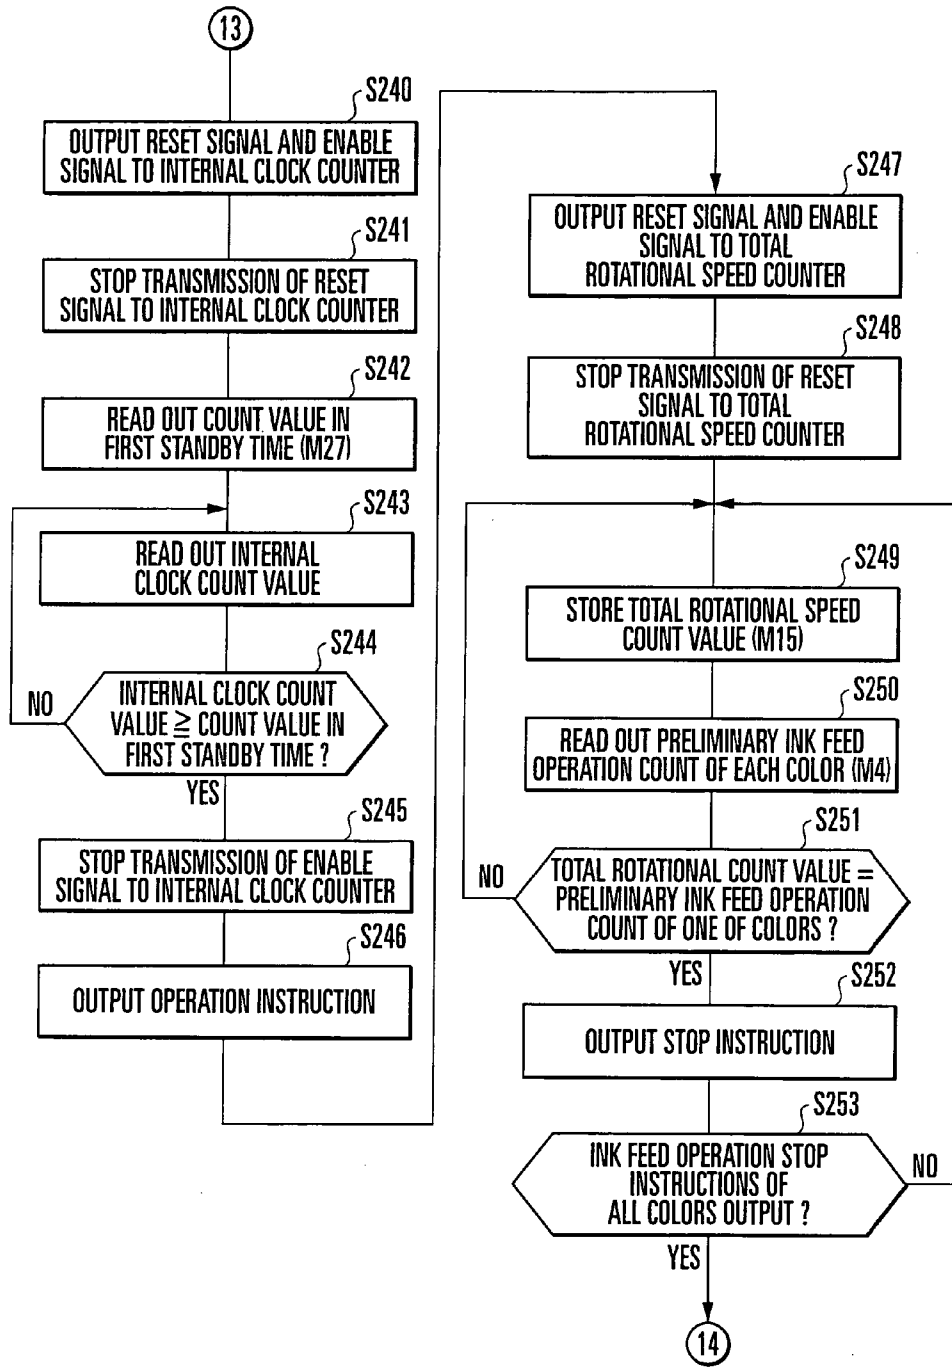 13
S240
OUTPUT RESET SIGNAL AND ENABLE
SIGNAL TO INTERNAL CLOCK COUNTER
S241
STOP TRANSMISSION OF RESET
SIGNAL TO INTERNAL CLOCK COUNTER
S242
READ OUT COUNT VALUE IN
FIRST STANDBY TIME (M27)
S243
READ OUT INTERNAL
CLOCK COUNT VALUE
S244
INTERNAL CLOCK COUNT
VALUE ≧ COUNT VALUE IN
FIRST STANDBY TIME ?
NO
YES
S245
STOP TRANSMISSION OF ENABLE
SIGNAL TO INTERNAL CLOCK COUNTER
S246
OUTPUT OPERATION INSTRUCTION
S247
OUTPUT RESET SIGNAL AND ENABLE
SIGNAL TO TOTAL
ROTATIONAL SPEED COUNTER
S248
STOP TRANSMISSION OF RESET
SIGNAL TO TOTAL
ROTATIONAL SPEED COUNTER
S249
STORE TOTAL ROTATIONAL SPEED
COUNT VALUE (M15)
S250
READ OUT PRELIMINARY INK FEED
OPERATION COUNT OF EACH COLOR (M4)
S251
TOTAL ROTATIONAL COUNT VALUE =
PRELIMINARY INK FEED OPERATION
COUNT OF ONE OF COLORS ?
NO
YES
S252
OUTPUT STOP INSTRUCTION
S253
INK FEED OPERATION STOP
INSTRUCTIONS OF
ALL COLORS OUTPUT ?
NO
YES
14